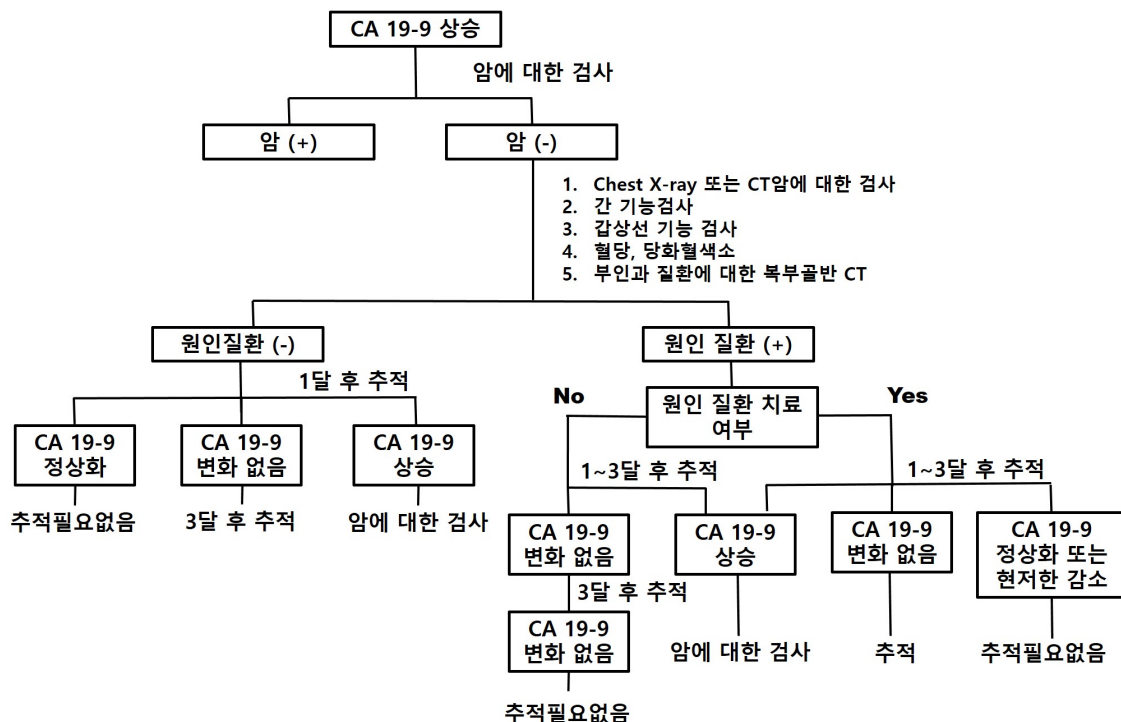 CA 19-9 상승
암에 대한 검사
암 (+)
암 (-)
1. Chest X-ray 또는 CT암에 대한 검사
2. 간 기능검사
3. 갑상선 기능 검사
4. 혈당, 당화혈색소
5. 부인과 질환에 대한 복부골반 CT
원인질환 (-)
원인 질환 (+)
1달 후 추적
No
원인 질환 치료
여부
Yes
CA 19-9
정상화
CA 19-9
변화 없음
CA 19-9
상승
추적필요없음
3달 후 추적
암에 대한 검사
1~3달 후 추적
1~3달 후 추적
CA 19-9
변화 없음
CA 19-9
상승
CA 19-9
변화 없음
CA 19-9
정상화 또는
현저한 감소
3달 후 추적
CA 19-9
변화 없음
암에 대한 검사
추적
추적필요없음
추적필요없음